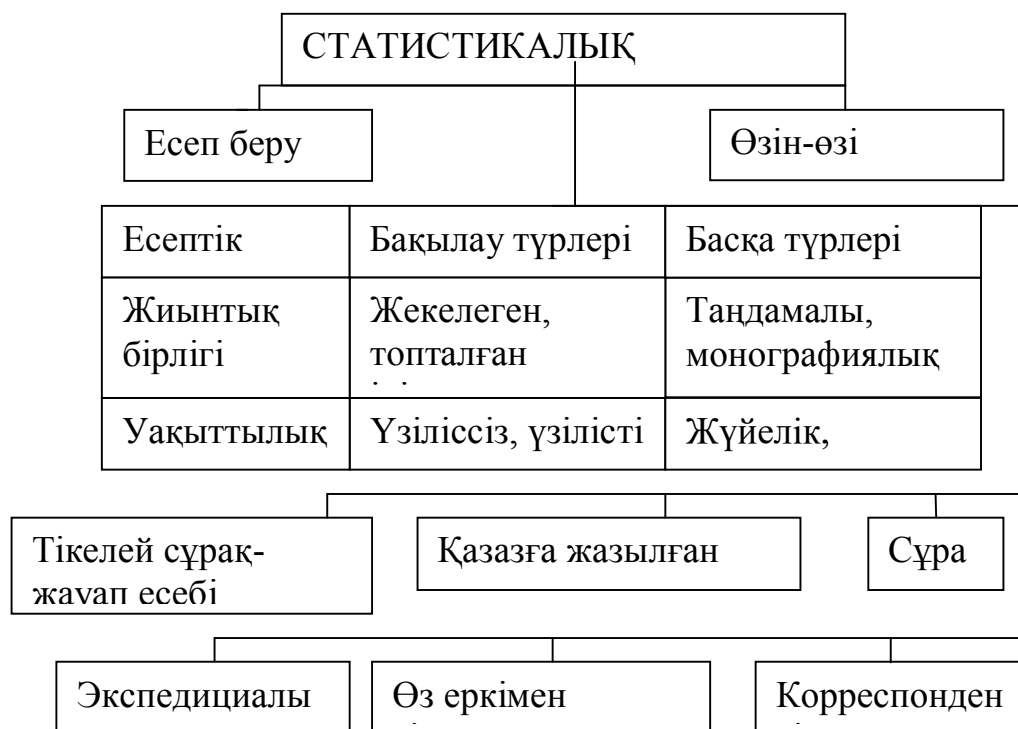 СТАТИСТИКАЛЫҚ
Есеп беру
Өзін-өзі
Есептік
Бақылау түрлері
Басқа түрлері
Жиынтық
бірлігі
Жекелеген,
топталған
Таңдамалы,
монографиялық
Уақыттылық
Үзіліссіз, үзілісті
Жүйелік,
Тікелей сұрақ-
жауап есебі
Қазазға жазылған
Сұра
Экспедициалы
Өз еркімен
Корреспонден